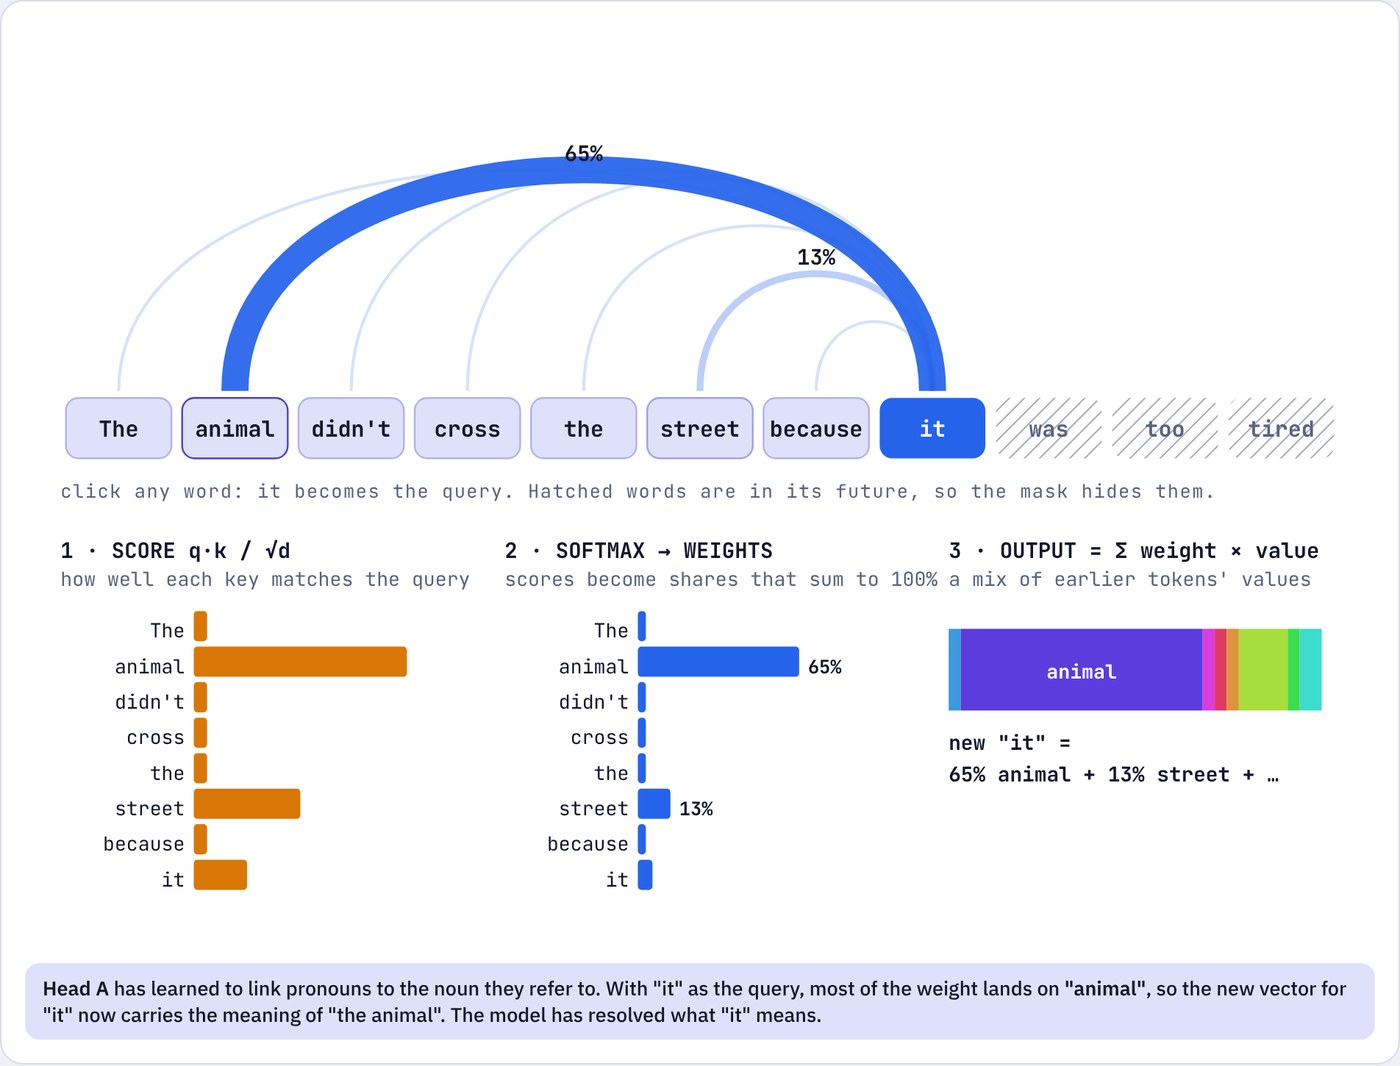 65%
13%
The animal didn't cross the street because it was too tired
click any word: it becomes the query. Hatched words are in its future, so the mask hides them.
1 · SCORE q·k / √d
how well each key matches the query
The
animal
didn't
cross
the
street
because
it
2 · SOFTMAX → WEIGHTS
scores become shares that sum to 100%
The
animal 65%
didn't
cross
the
street 13%
because
it
3 · OUTPUT = Σ weight × value
a mix of earlier tokens' values
animal
new "it" =
65% animal + 13% street + …
Head A has learned to link pronouns to the noun they refer to. With "it" as the query, most of the weight lands on "animal", so the new vector for
"it" now carries the meaning of "the animal". The model has resolved what "it" means.